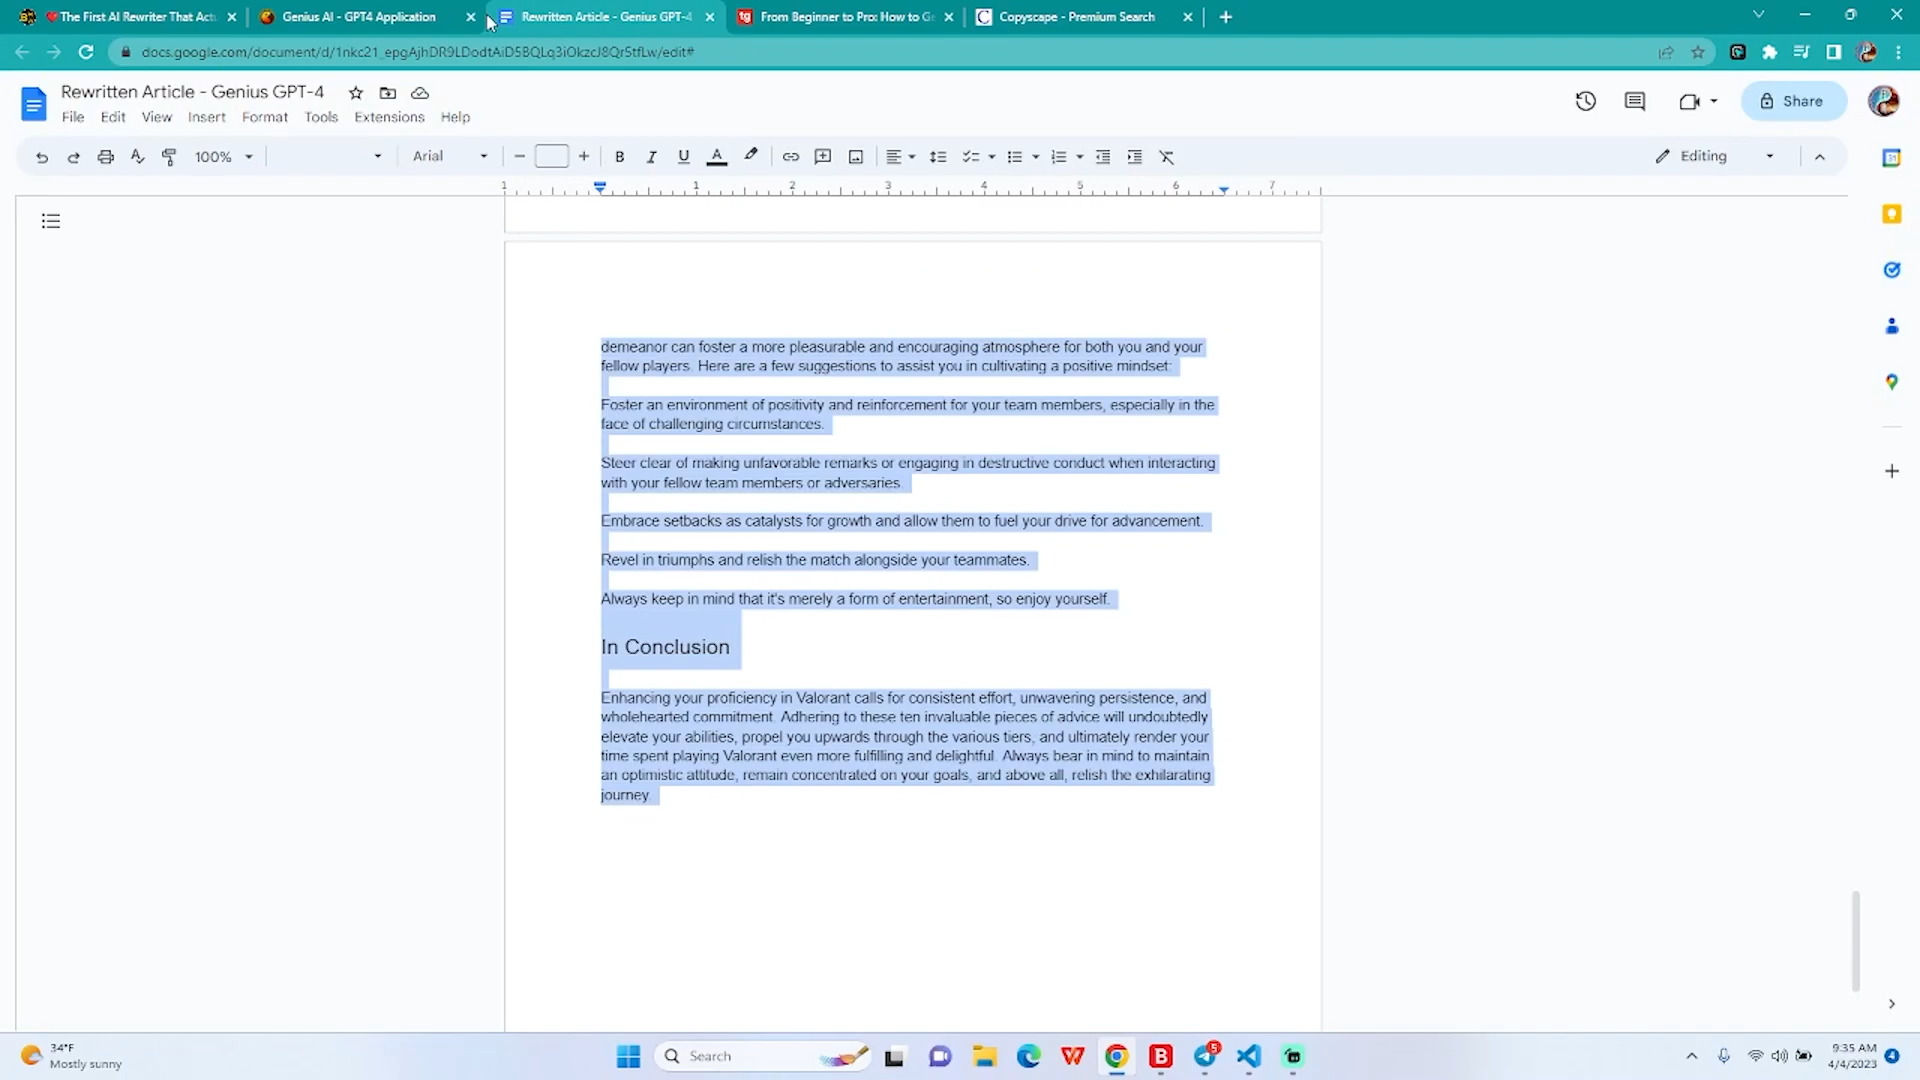 The First AI Rewriter That Actu
Genius AI - GPT4 Application
Rewritten Article - Genius GPT-4
From Beginner to Pro: How to Ge
Copyscape - Premium Search
docs.google.com/document/d/1nkc21_epgAjhDR9LDodtAiD5BQLq3iOkzcJ8Qr5tfLw/edit#
Rewritten Article - Genius GPT-4
File Edit View Insert Format Tools Extensions Help
Share
100%
Arial
B I U A
Editing
1 1 2 3 4 5 6 7
demeanor can foster a more pleasurable and encouraging atmosphere for both you and your
fellow players. Here are a few suggestions to assist you in cultivating a positive mindset:
Foster an environment of positivity and reinforcement for your team members, especially in the
face of challenging circumstances.
Steer clear of making unfavorable remarks or engaging in destructive conduct when interacting
with your fellow team members or adversaries.
Embrace setbacks as catalysts for growth and allow them to fuel your drive for advancement.
Revel in triumphs and relish the match alongside your teammates.
Always keep in mind that it's merely a form of entertainment, so enjoy yourself.
In Conclusion
Enhancing your proficiency in Valorant calls for consistent effort, unwavering persistence, and
wholehearted commitment. Adhering to these ten invaluable pieces of advice will undoubtedly
elevate your abilities, propel you upwards through the various tiers, and ultimately render your
time spent playing Valorant even more fulfilling and delightful. Always bear in mind to maintain
an optimistic attitude, remain concentrated on your goals, and above all, relish the exhilarating
journey.
34°F
Mostly sunny
Search
5
9:35 AM
4/4/2023
4